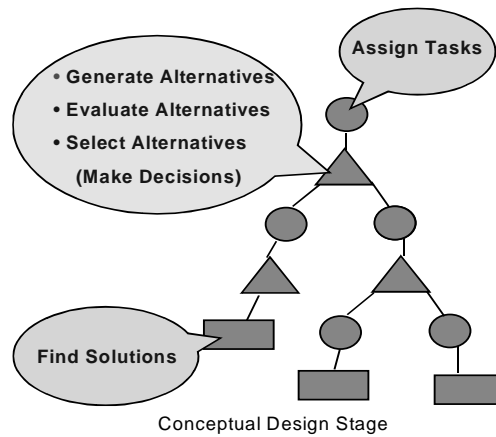 Assign Tasks
• Generate Alternatives
• Evaluate Alternatives
• Select Alternatives
(Make Decisions)
Find Solutions
Conceptual Design Stage